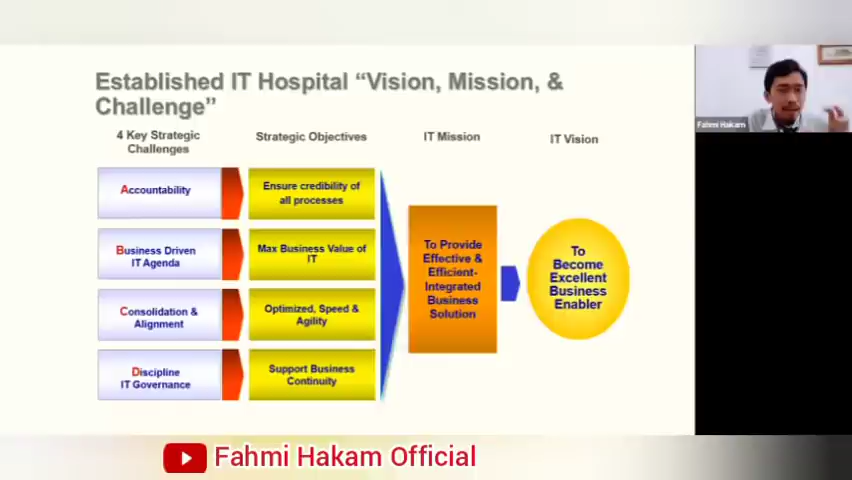 Established IT Hospital “Vision, Mission, &
Challenge”
4 Key Strategic
Challenges
Strategic Objectives
IT Mission
IT Vision
Accountability
Ensure credibility of
all processes
Business Driven
IT Agenda
Max Business Value of
IT
Consolidation &
Alignment
Optimized, Speed &
Agility
Discipline
IT Governance
Support Business
Continuity
To Provide
Effective &
Efficient-
Integrated
Business
Solution
To
Become
Excellent
Business
Enabler
Fahmi Hakam
Fahmi Hakam Official